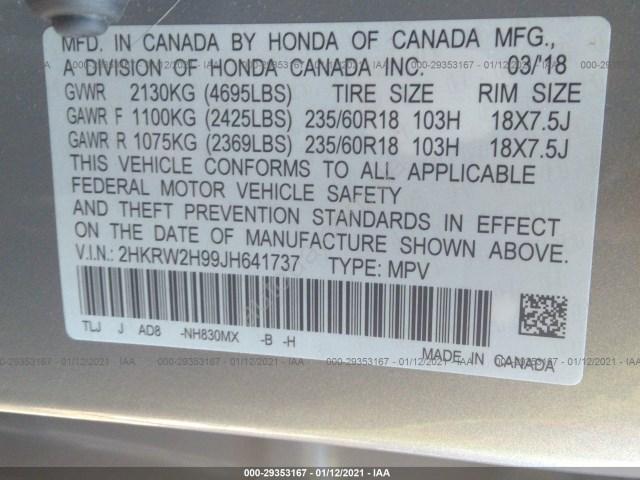 MFD. IN CANADA BY HONDA OF CANADA MFG.,
A DIVISION OF HONDA CANADA INC. 03/'18
GVWR 2130KG (4695LBS) TIRE SIZE RIM SIZE
GAWR F 1100KG (2425LBS) 235/60R18 103H 18X7.5J
GAWR R 1075KG (2369LBS) 235/60R18 103H 18X7.5J
THIS VEHICLE CONFORMS TO ALL APPLICABLE
FEDERAL MOTOR VEHICLE SAFETY
AND THEFT PREVENTION STANDARDS IN EFFECT
ON THE DATE OF MANUFACTURE SHOWN ABOVE.
V.I.N.: 2HKRW2H99JH641737 TYPE: MPV
TLJ J AD8 -NH830MX -B -H
MADE IN CANADA
000-29353167 - 01/12/2021 - IAA